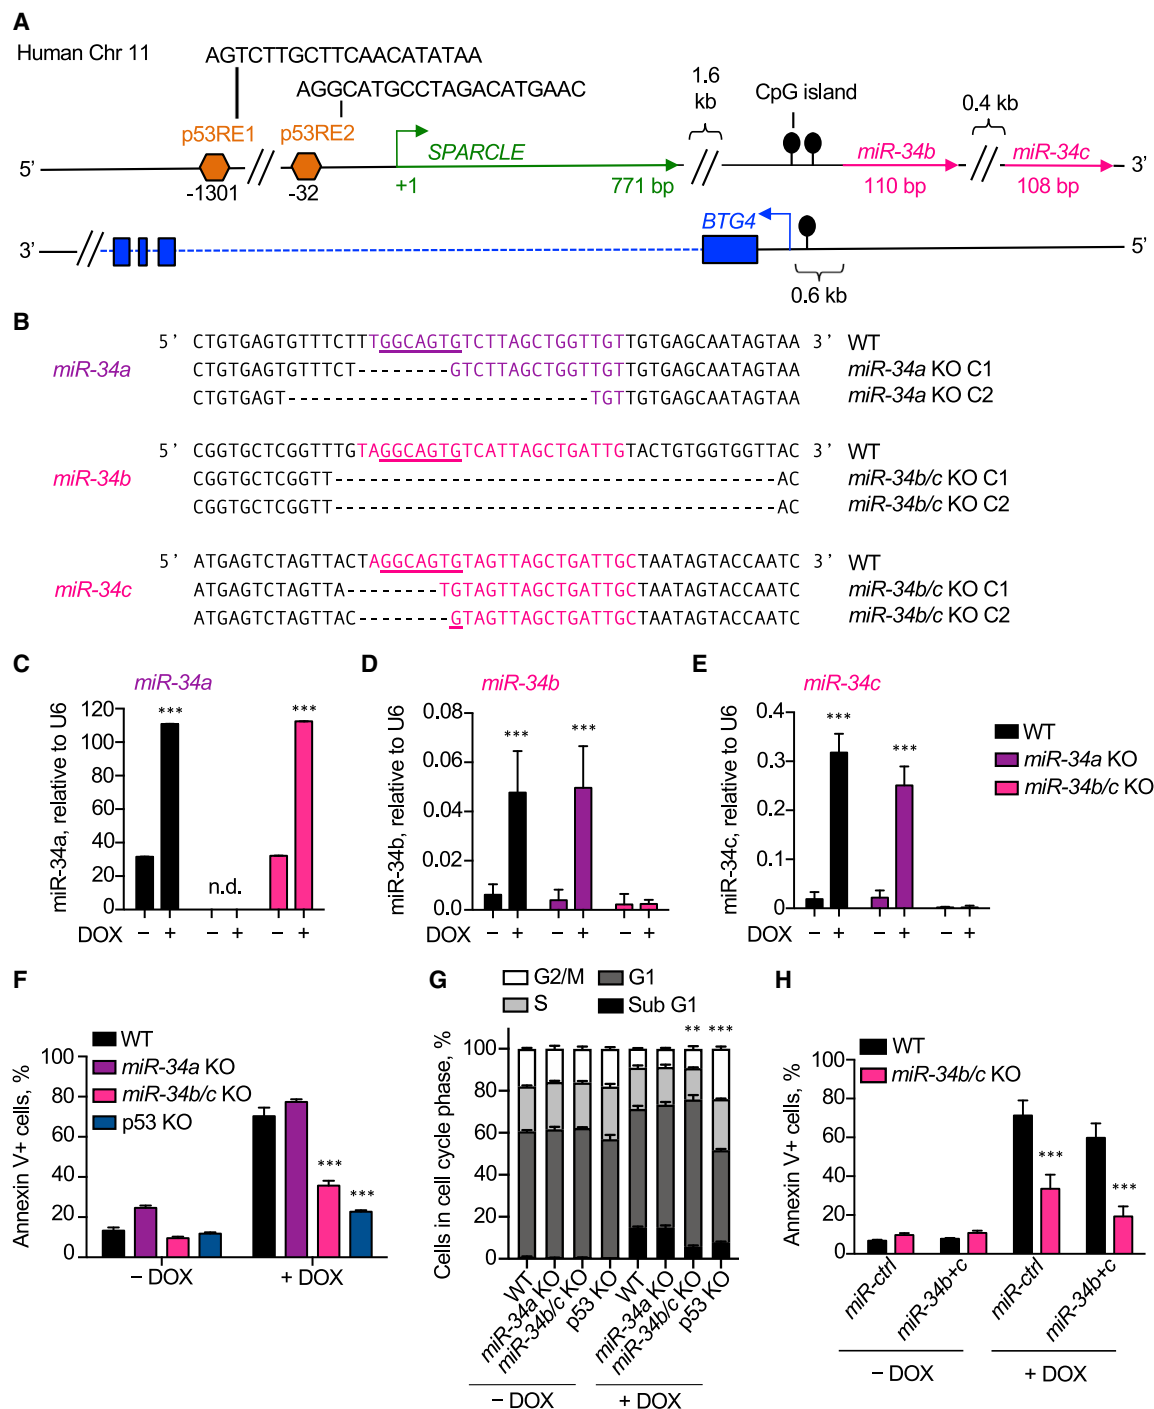 A
Human Chr 11
AGTCTTGCTTCAACATATAA
AGGCATGCCTAGACATGAAC
p53RE1
p53RE2
SPARCLE
1.6
kb
CpG island
0.4 kb
miR-34b
miR-34c
5’
3’
-1301
-32
+1
771 bp
110 bp
108 bp
BTG4
3’
5’
0.6 kb
B
5’ CTGTGAGTGTTTCTTTGGCAGTGTCTTAGCTGGTTGTTGTGAGCAATAGTAA 3’ WT
miR-34a CTGTGAGTGTTTCT--------GTCTTAGCTGGTTGTTGTGAGCAATAGTAA miR-34a KO C1
CTGTGAGT--------------------------TGTTGTGAGCAATAGTAA miR-34a KO C2
5’ CGGTGCTCGGTTTGTAGGCAGTGTCATTAGCTGATTGTACTGTGGTGGTTAC 3’ WT
miR-34b CGGTGCTCGGTT--------------------------------------AC miR-34b/c KO C1
CGGTGCTCGGTT--------------------------------------AC miR-34b/c KO C2
5’ ATGAGTCTAGTTACTAGGCAGTGTAGTTAGCTGATTGCTAATAGTACCAATC 3’ WT
miR-34c ATGAGTCTAGTTA--------TGTAGTTAGCTGATTGCTAATAGTACCAATC miR-34b/c KO C1
ATGAGTCTAGTTAC--------GTAGTTAGCTGATTGCTAATAGTACCAATC miR-34b/c KO C2
C
miR-34a
miR-34a, relative to U6
120
100
80
60
40
20
0
***
n.d.
***
DOX – + – + – +
D
miR-34b
miR-34b, relative to U6
0.08
0.06
0.04
0.02
0.0
***
***
DOX – + – + – +
E
miR-34c
miR-34c, relative to U6
0.4
0.3
0.2
0.1
0
***
***
DOX – + – + – +
WT
miR-34a KO
miR-34b/c KO
F
WT
miR-34a KO
miR-34b/c KO
p53 KO
Annexin V+ cells, %
100
80
60
40
20
0
***
***
– DOX
+ DOX
G
G2/M
G1
S
Sub G1
Cells in cell cycle phase, %
100
80
60
40
20
0
**
***
WT
miR-34a KO
miR-34b/c KO
p53 KO
WT
miR-34a KO
miR-34b/c KO
p53 KO
– DOX
+ DOX
H
WT
miR-34b/c KO
Annexin V+ cells, %
100
80
60
40
20
0
***
***
miR-ctrl
miR-34b+c
miR-ctrl
miR-34b+c
– DOX
+ DOX